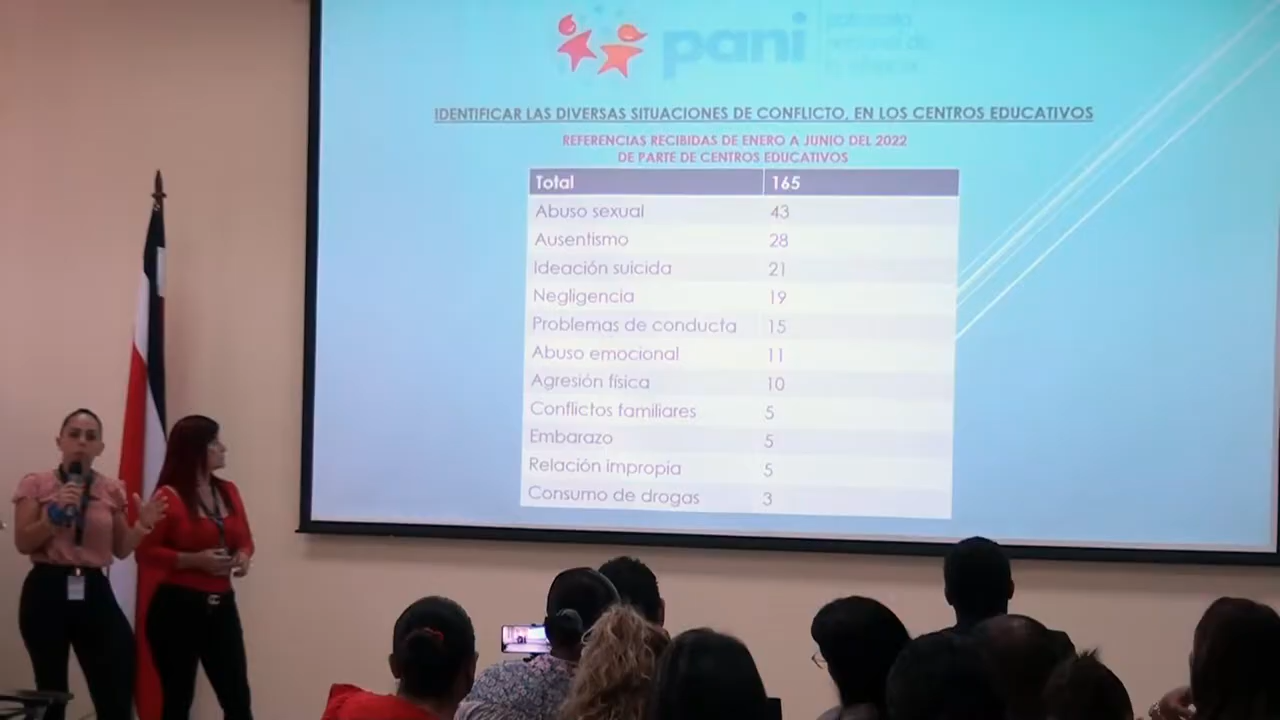 pani
IDENTIFICAR LAS DIVERSAS SITUACIONES DE CONFLICTO, EN LOS CENTROS EDUCATIVOS
REFERENCIAS RECIBIDAS DE ENERO A JUNIO DEL 2022
DE PARTE DE CENTROS EDUCATIVOS
Total 165
Abuso sexual 43
Ausentismo 28
Ideación suicida 21
Negligencia 19
Problemas de conducta 15
Abuso emocional 11
Agresión física 10
Conflictos familiares 5
Embarazo 5
Relación impropia 5
Consumo de drogas 3